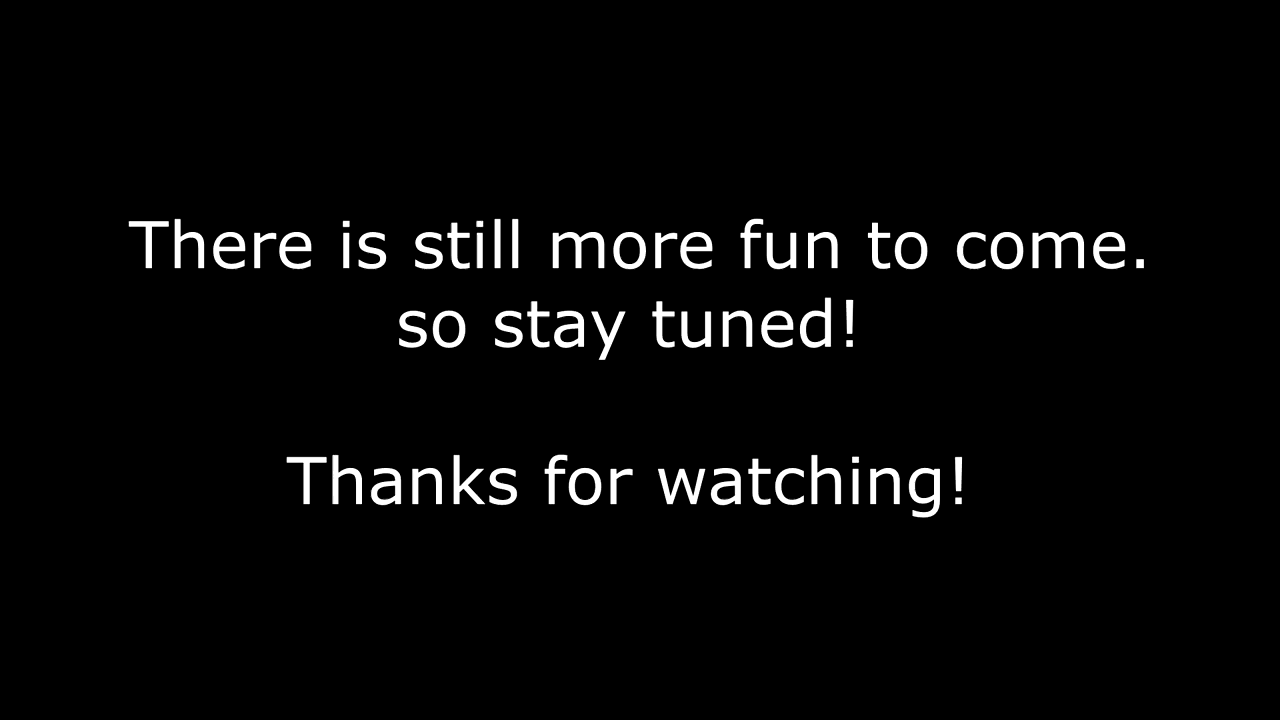 There is still more fun to come.
so stay tuned!
Thanks for watching!